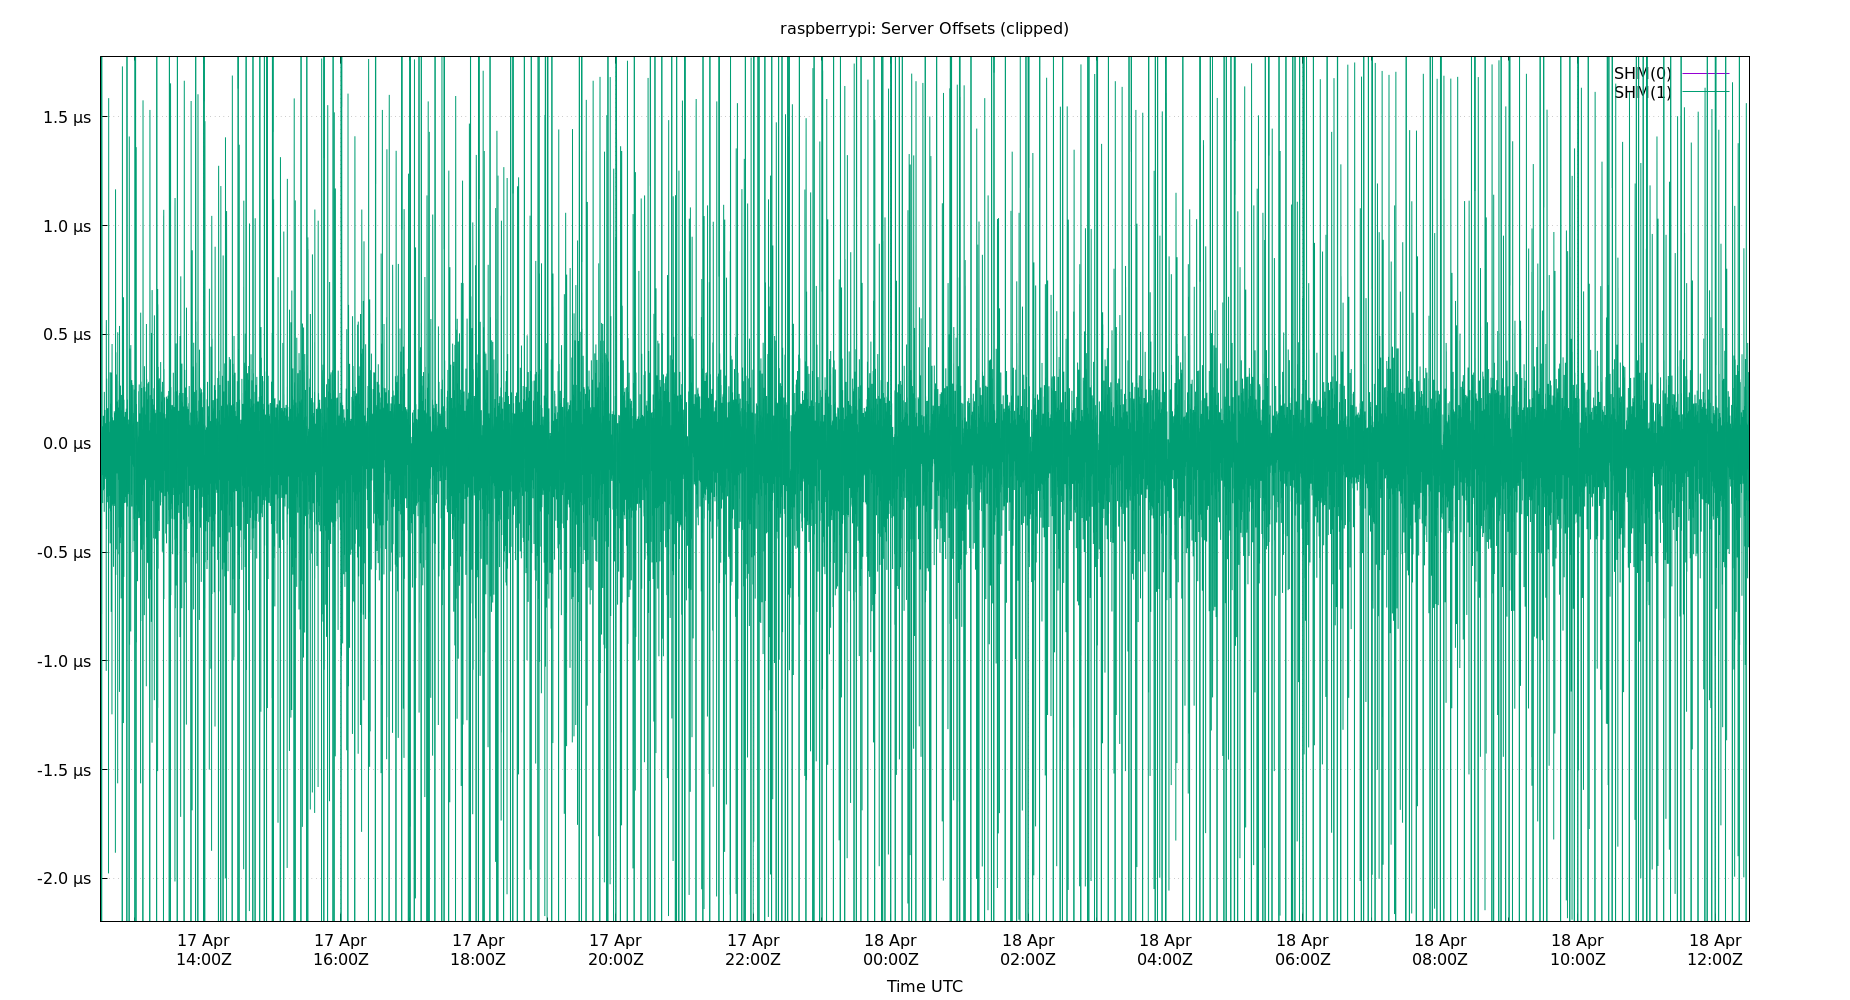 raspberrypi: Server Offsets (clipped)
SHM(0)
SHM(1)
1.5 µs
1.0 µs
0.5 µs
0.0 µs
-0.5 µs
-1.0 µs
-1.5 µs
-2.0 µs
17 Apr 17 Apr 17 Apr 17 Apr 17 Apr 18 Apr 18 Apr 18 Apr 18 Apr 18 Apr 18 Apr 18 Apr
14:00Z 16:00Z 18:00Z 20:00Z 22:00Z 00:00Z 02:00Z 04:00Z 06:00Z 08:00Z 10:00Z 12:00Z
Time UTC